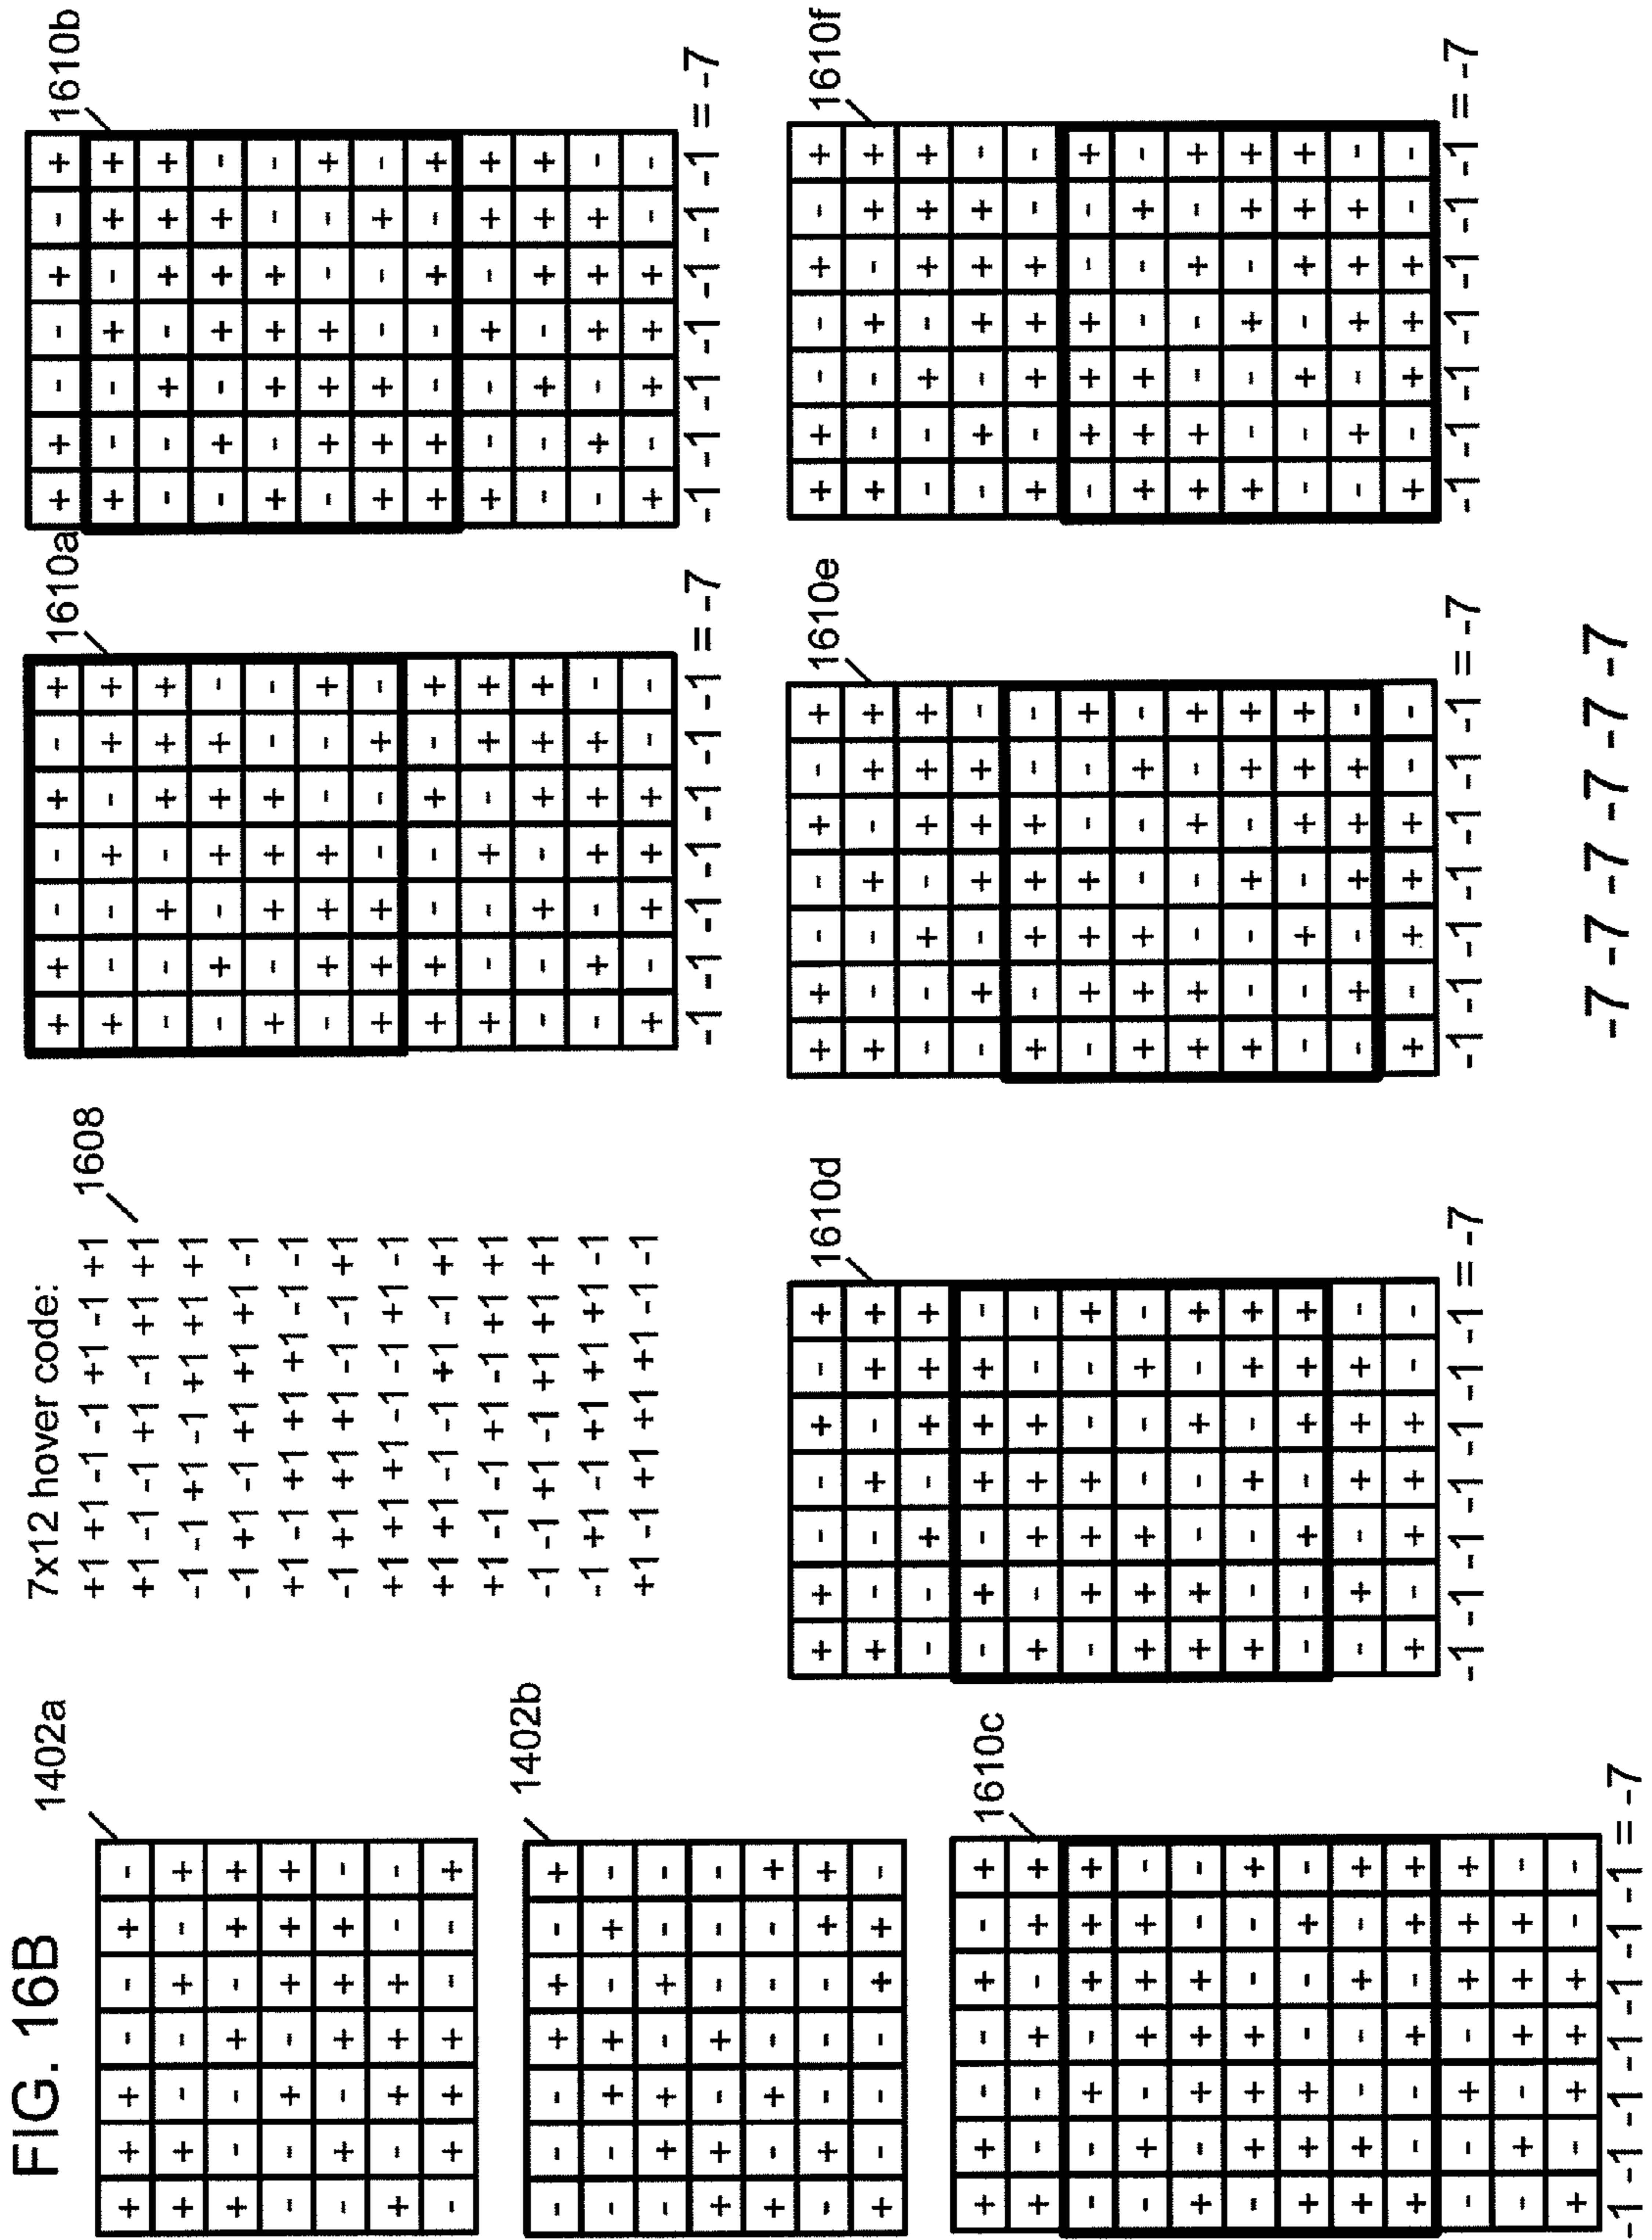 FIG. 16B
1402a
+ + + - - + -
+ + - - + - +
+ - - + - + +
- - + - + + +
- + - + + + -
+ - + + + - -
- + + + - - +
1402b
- - - + + - +
- - + + - + -
- + + - + - -
+ + - + - - -
+ - + - - - +
- + - - - + +
+ - - - + + -
7x12 hover code:
1608
+1 +1 -1 -1 +1 -1 +1
+1 -1 -1 +1 -1 +1 +1
-1 -1 +1 -1 +1 +1 +1
-1 +1 -1 +1 +1 +1 -1
+1 -1 +1 +1 +1 -1 -1
-1 +1 +1 +1 -1 -1 +1
+1 +1 +1 -1 -1 +1 -1
+1 +1 -1 -1 +1 -1 +1
+1 -1 -1 +1 -1 +1 +1
-1 -1 +1 -1 +1 +1 +1
-1 +1 -1 +1 +1 +1 -1
+1 -1 +1 +1 +1 -1 -1
1610a
+ + - - + - +
+ - - + - + +
- - + - + + +
- + - + + + -
+ - + + + - -
- + + + - - +
+ + + - - + -
+ + - - + - +
+ - - + - + +
- - + - + + +
- + - + + + -
+ - + + + - -
-1 -1 -1 -1 -1 -1 -1 = -7
1610b
+ + - - + - +
+ - - + - + +
- - + - + + +
- + - + + + -
+ - + + + - -
- + + + - - +
+ + + - - + -
+ + - - + - +
+ - - + - + +
- - + - + + +
- + - + + + -
+ - + + + - -
-1 -1 -1 -1 -1 -1 -1 = -7
1610c
+ + - - + - +
+ - - + - + +
- - + - + + +
- + - + + + -
+ - + + + - -
- + + + - - +
+ + + - - + -
+ + - - + - +
+ - - + - + +
- - + - + + +
- + - + + + -
+ - + + + - -
-1 -1 -1 -1 -1 -1 -1 = -7
1610d
+ + - - + - +
+ - - + - + +
- - + - + + +
- + - + + + -
+ - + + + - -
- + + + - - +
+ + + - - + -
+ + - - + - +
+ - - + - + +
- - + - + + +
- + - + + + -
+ - + + + - -
-1 -1 -1 -1 -1 -1 -1 = -7
1610e
+ + - - + - +
+ - - + - + +
- - + - + + +
- + - + + + -
+ - + + + - -
- + + + - - +
+ + + - - + -
+ + - - + - +
+ - - + - + +
- - + - + + +
- + - + + + -
+ - + + + - -
-1 -1 -1 -1 -1 -1 -1 = -7
1610f
+ + - - + - +
+ - - + - + +
- - + - + + +
- + - + + + -
+ - + + + - -
- + + + - - +
+ + + - - + -
+ + - - + - +
+ - - + - + +
- - + - + + +
- + - + + + -
+ - + + + - -
-1 -1 -1 -1 -1 -1 -1 = -7
-7 -7 -7 -7 -7 -7